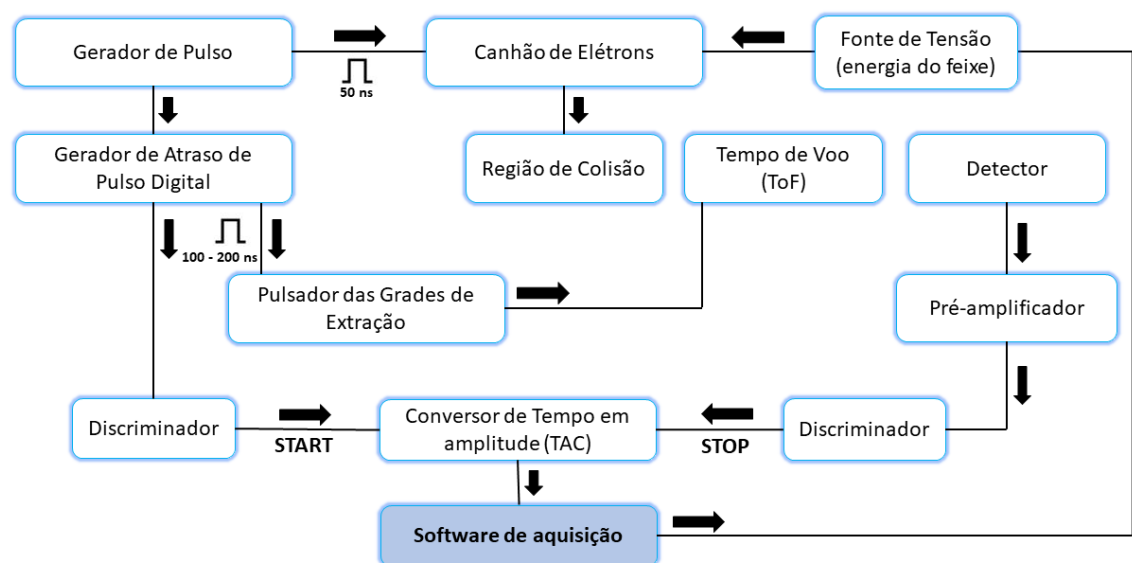 Gerador de Pulso
50 ns
Canhão de Elétrons
Fonte de Tensão
(energia do feixe)
Gerador de Atraso de
Pulso Digital
Região de Colisão
Tempo de Voo
(ToF)
Detector
100 - 200 ns
Pulsador das Grades de
Extração
Pré-amplificador
Discriminador
START
Conversor de Tempo em
amplitude (TAC)
STOP
Discriminador
Software de aquisição